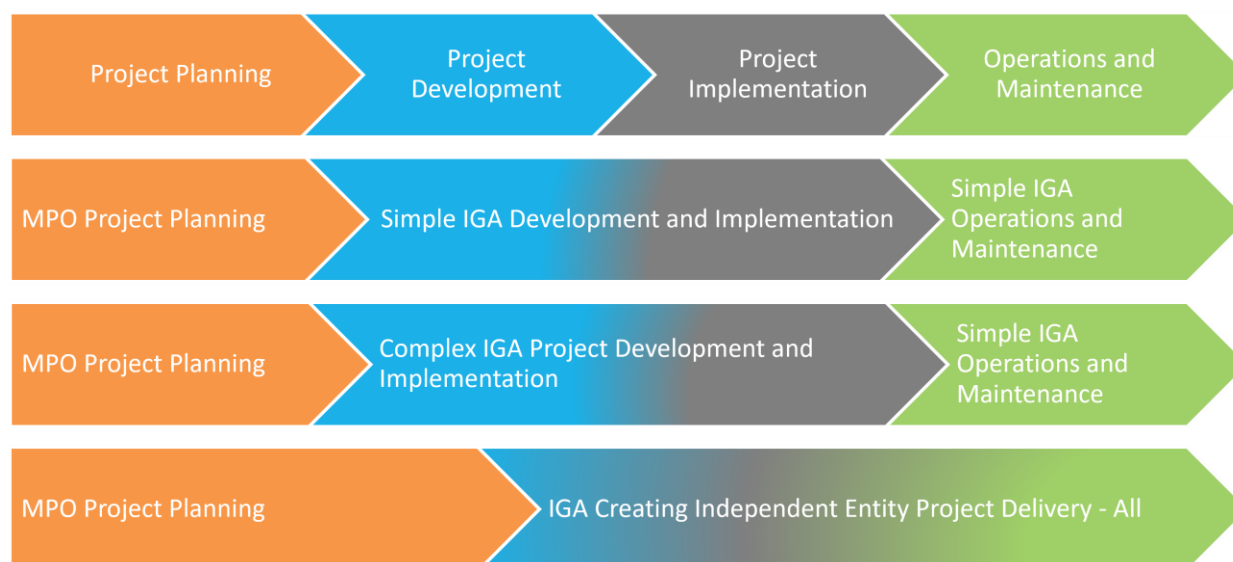 Project Planning
Project
Development
Project
Implementation
Operations and
Maintenance
MPO Project Planning
Simple IGA Development and Implementation
Simple IGA
Operations and
Maintenance
MPO Project Planning
Complex IGA Project Development and
Implementation
Simple IGA
Operations and
Maintenance
MPO Project Planning
IGA Creating Independent Entity Project Delivery - All